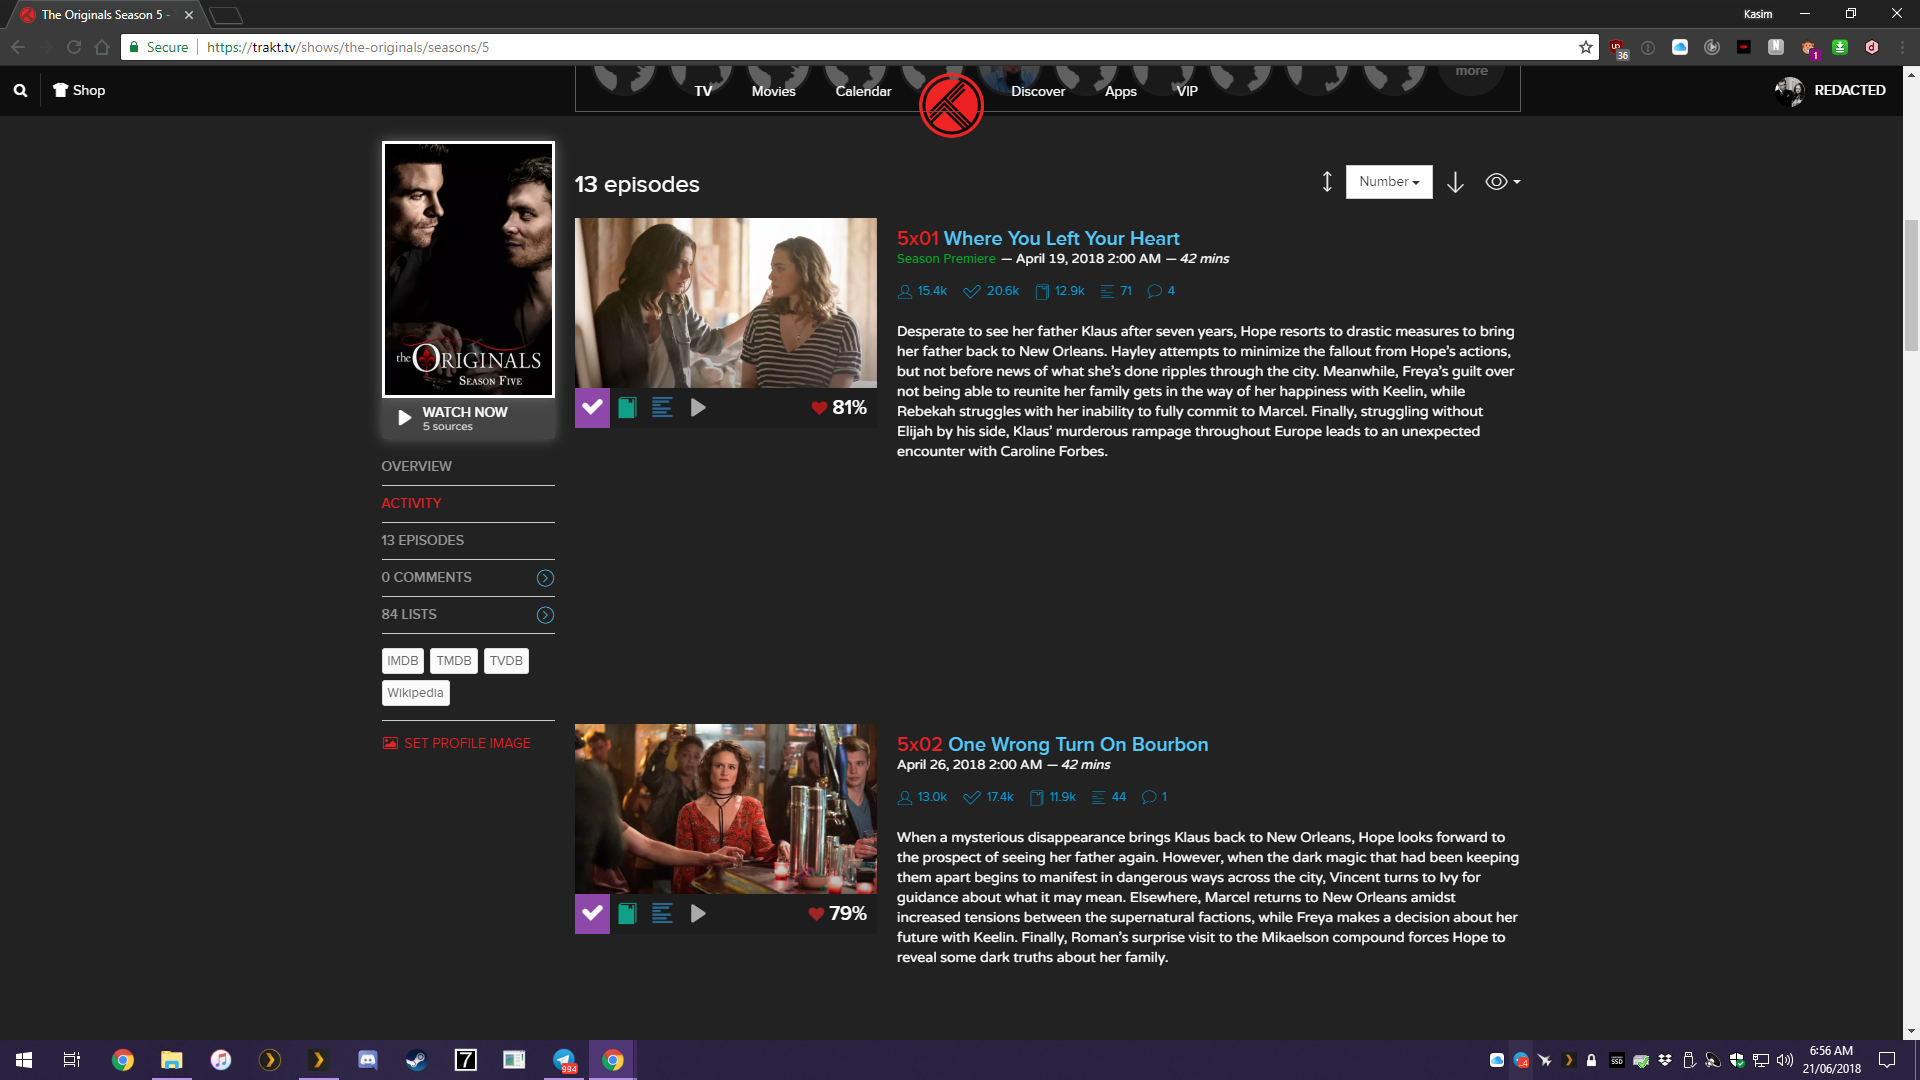 The Originals Season 5 -
Kasim
Secure
https://trakt.tv/shows/the-originals/seasons/5
36
1
more
Shop
TV
Movies
Calendar
Discover
Apps
VIP
REDACTED
the ORIGINALS
SEASON FIVE
WATCH NOW
5 sources
OVERVIEW
ACTIVITY
13 EPISODES
0 COMMENTS
84 LISTS
IMDB
TMDB
TVDB
Wikipedia
SET PROFILE IMAGE
13 episodes
Number
81%
5x01 Where You Left Your Heart
Season Premiere — April 19, 2018 2:00 AM — 42 mins
15.4k 20.6k 12.9k 71 4
Desperate to see her father Klaus after seven years, Hope resorts to drastic measures to bring
her father back to New Orleans. Hayley attempts to minimize the fallout from Hope's actions,
but not before news of what she's done ripples through the city. Meanwhile, Freya's guilt over
not being able to reunite her family gets in the way of her happiness with Keelin, while
Rebekah struggles with her inability to fully commit to Marcel. Finally, struggling without
Elijah by his side, Klaus' murderous rampage throughout Europe leads to an unexpected
encounter with Caroline Forbes.
79%
5x02 One Wrong Turn On Bourbon
April 26, 2018 2:00 AM — 42 mins
13.0k 17.4k 11.9k 44 1
When a mysterious disappearance brings Klaus back to New Orleans, Hope looks forward to
the prospect of seeing her father again. However, when the dark magic that had been keeping
them apart begins to manifest in dangerous ways across the city, Vincent turns to Ivy for
guidance about what it may mean. Elsewhere, Marcel returns to New Orleans amidst
increased tensions between the supernatural factions, while Freya makes a decision about her
future with Keelin. Finally, Roman's surprise visit to the Mikaelson compound forces Hope to
reveal some dark truths about her family.
7
994
SSD
6:56 AM
21/06/2018